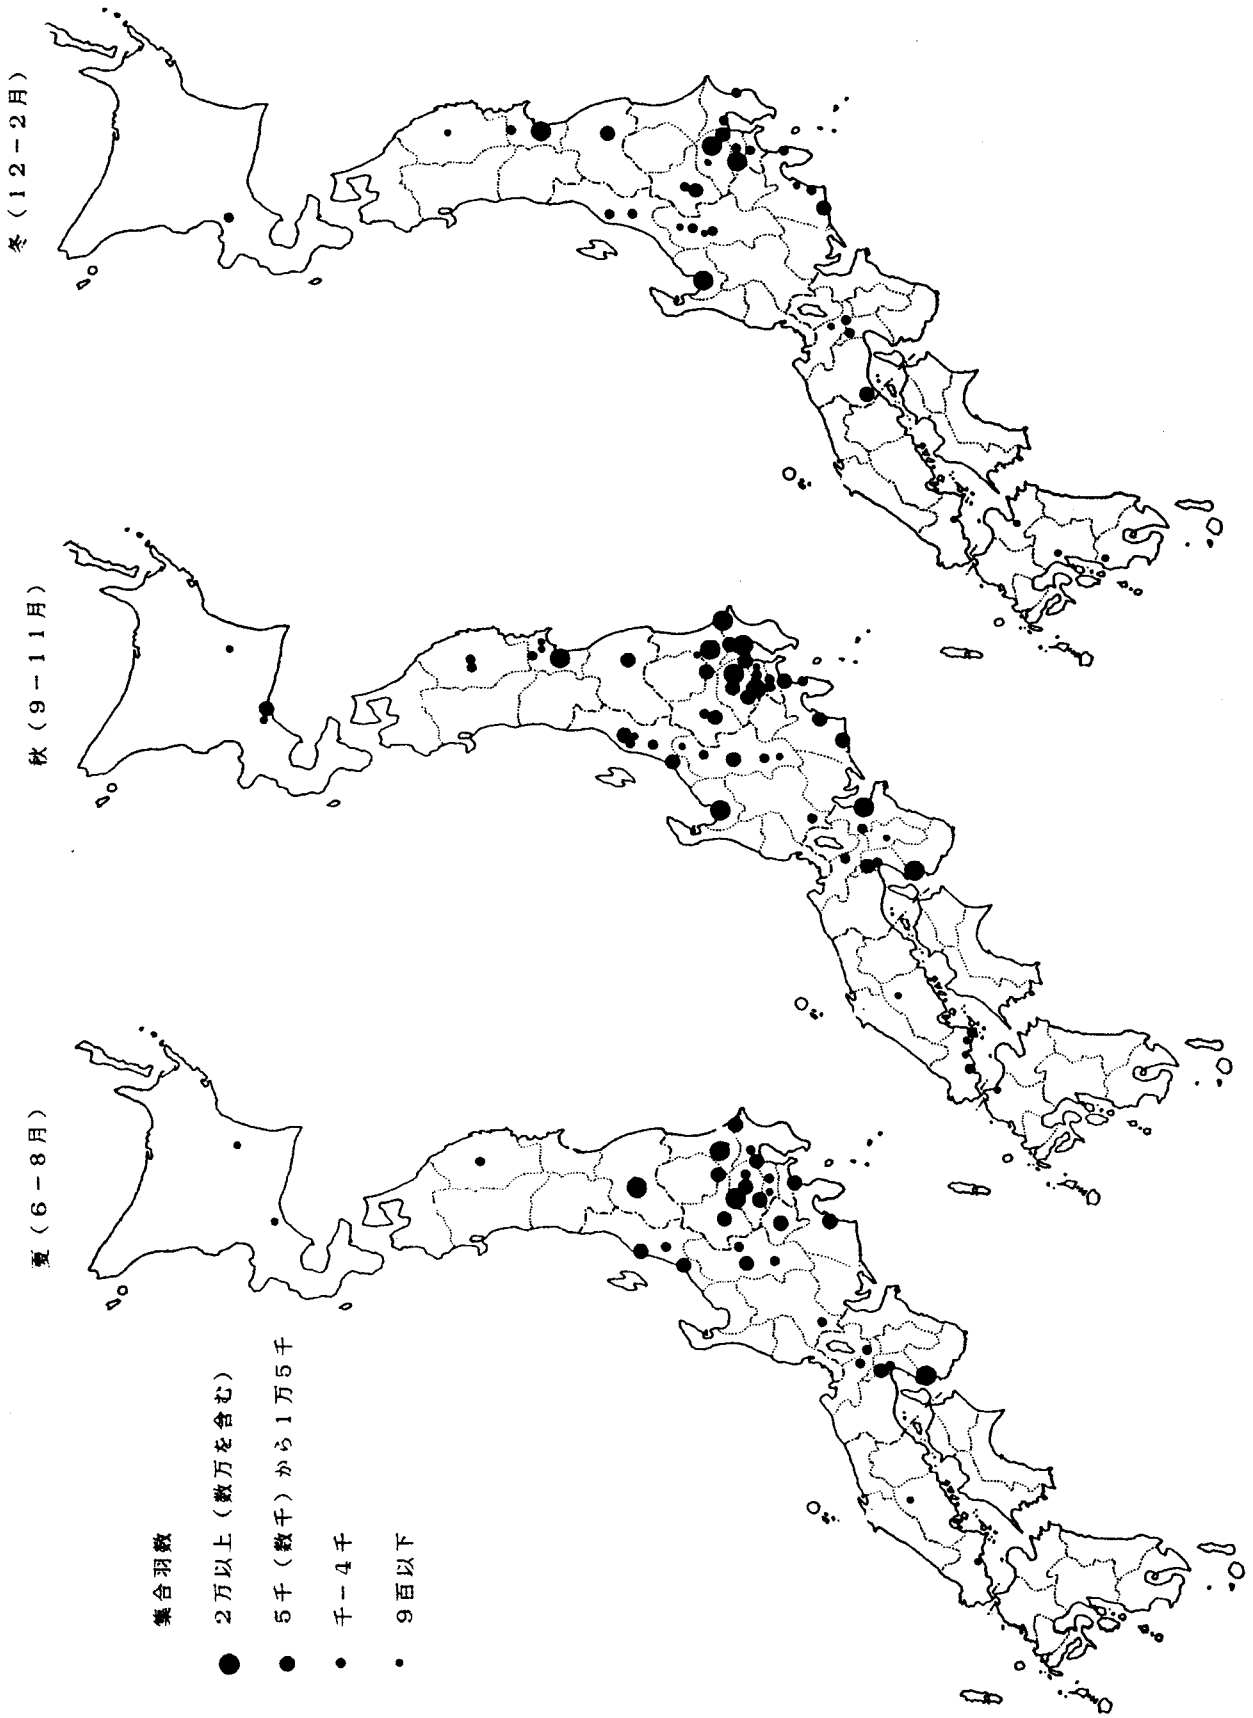 夏(6-8月)
秋(9-11月)
冬(12-2月)
集合羽数
2万以上(数万を含む)
5千(数千)から1万5千
千-4千
9百以下